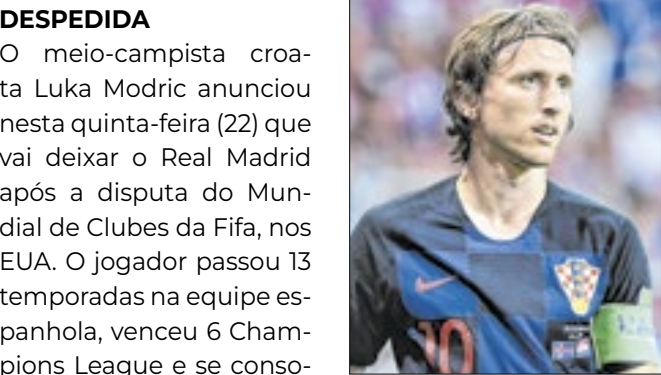 DESPEDIDA
O meio-campista croa-
ta Luka Modric anunciou
nesta quinta-feira (22) que
vai deixar o Real Madrid
após a disputa do Mun-
dial de Clubes da Fifa, nos
EUA. O jogador passou 13
temporadas na equipe es-
panhola, venceu 6 Cham-
pions League e se conso-
10